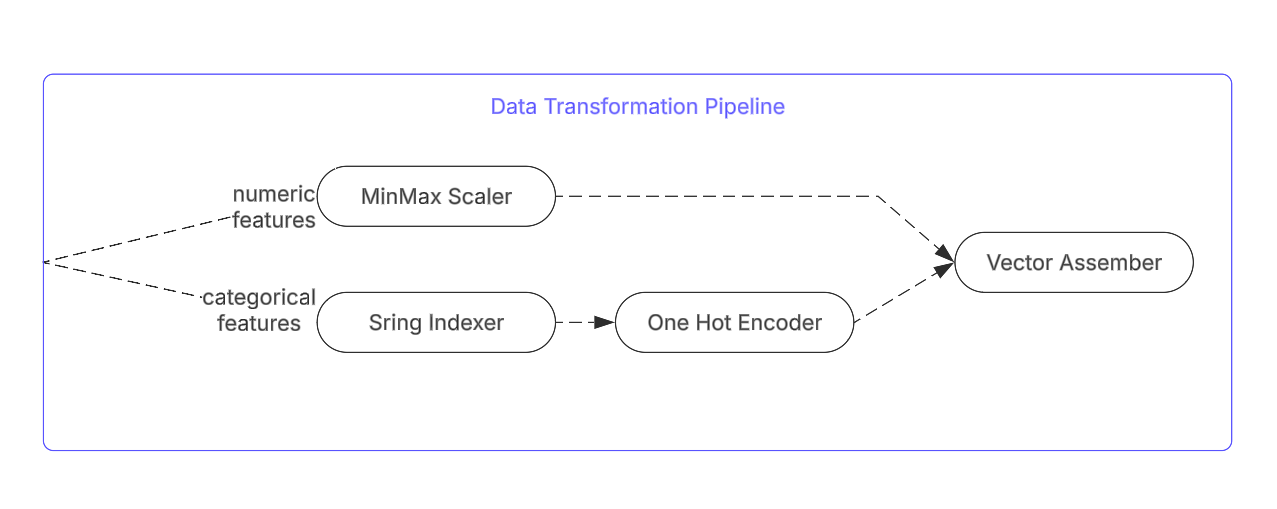 Data Transformation Pipeline
numeric
features
MinMax Scaler
categorical
features
Sring Indexer
One Hot Encoder
Vector Assember